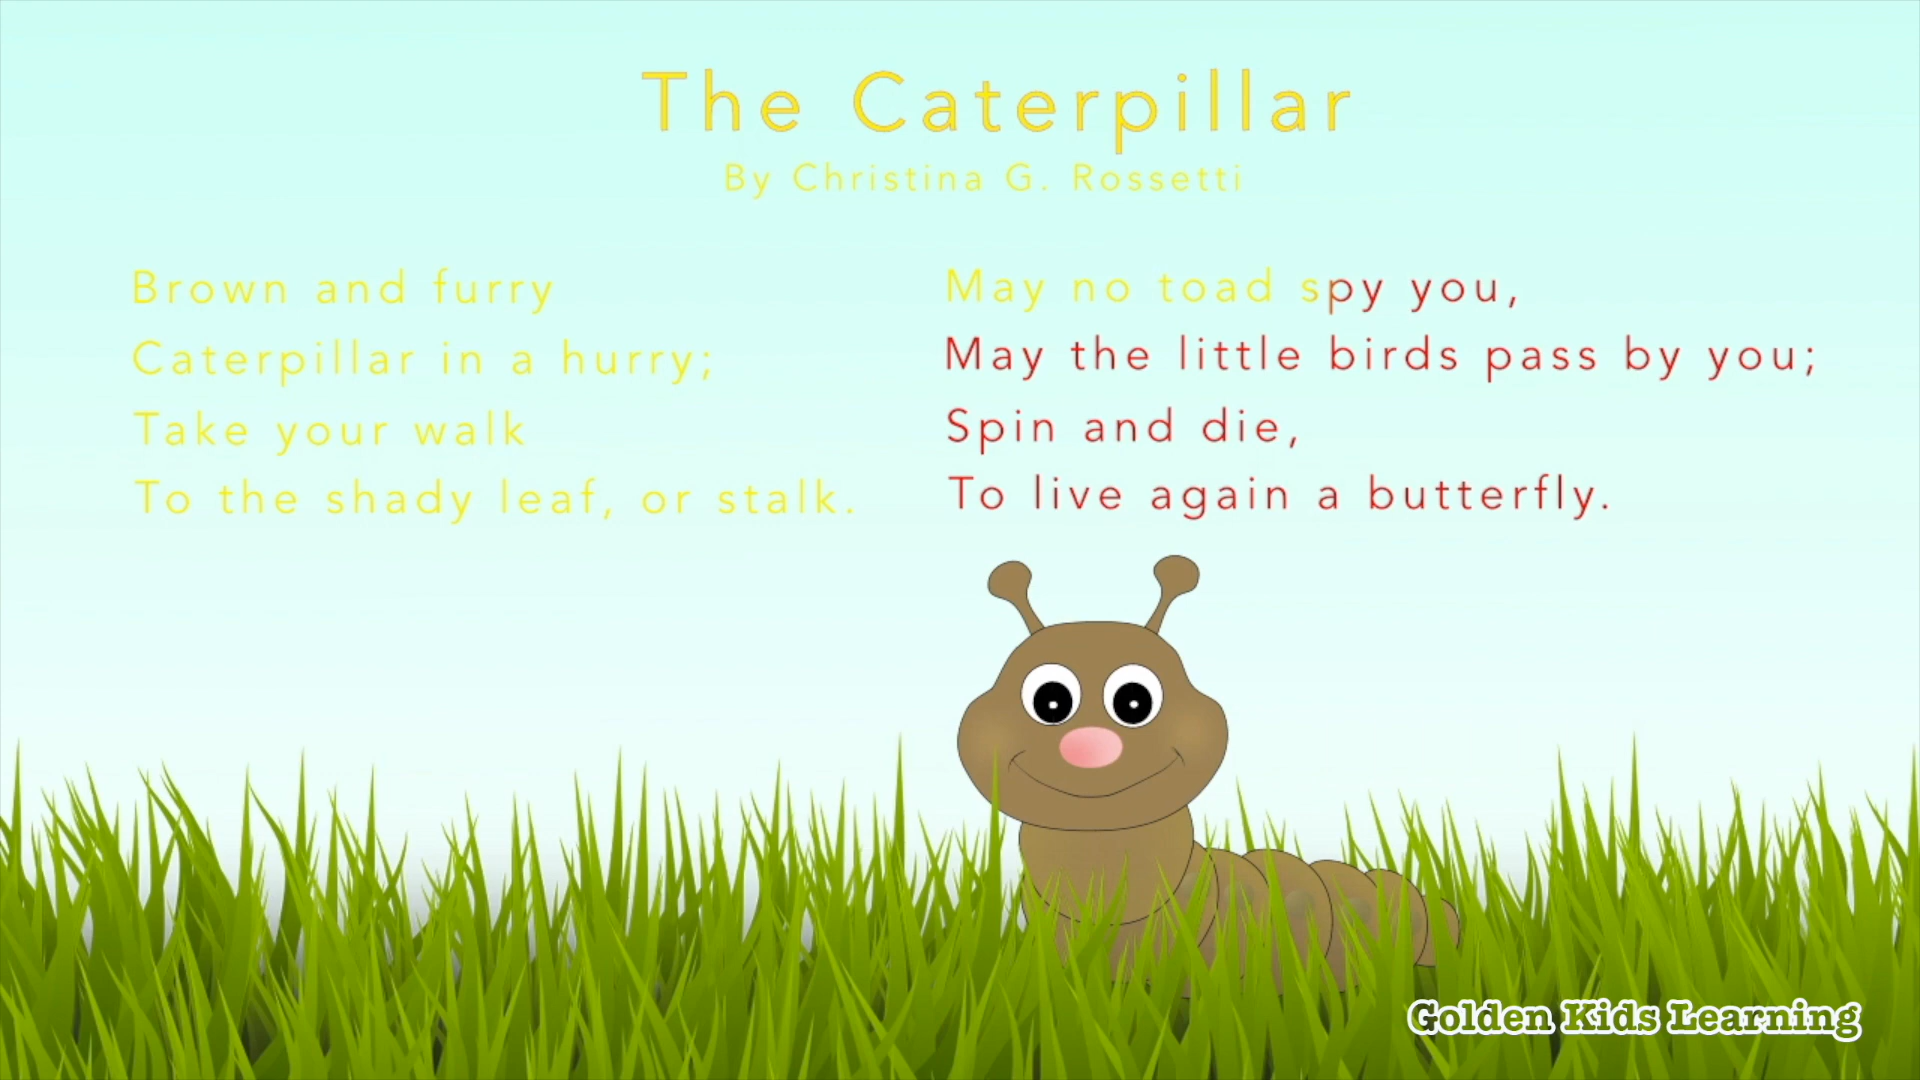 The Caterpillar
By Christina G. Rossetti
Brown and furry
Caterpillar in a hurry;
Take your walk
To the shady leaf, or stalk.
May no toad spy you,
May the little birds pass by you;
Spin and die,
To live again a butterfly.
Golden Kids Learning